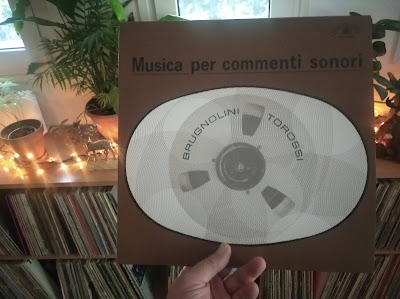 Musica per commenti sonori
BRUGNOLINI
TOROSSI